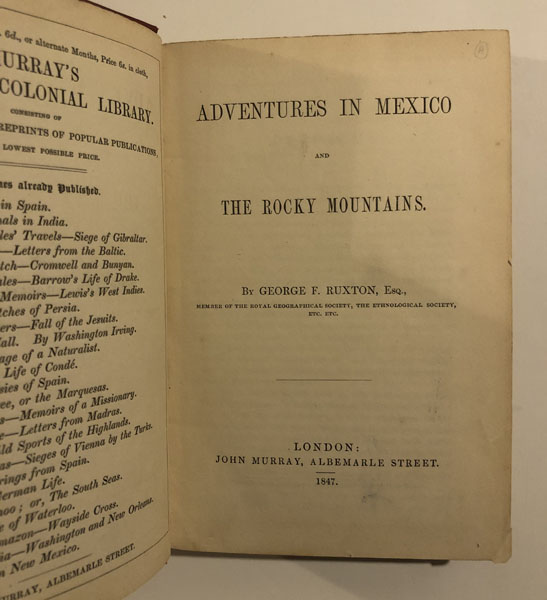 6d., or alternate Months, Price 6s. in cloth,
URRAY'S
COLONIAL LIBRARY.
CONSISTING OF
REPRINTS OF POPULAR PUBLICATIONS,
LOWEST POSSIBLE PRICE.
already Published.
in Spain.
als in India.
les' Travels—Siege of Gibraltar.
—Letters from the Baltic.
tch—Cromwell and Bunyan.
ales—Barrow's Life of Drake.
Memoirs—Lewis's West Indies.
tches of Persia.
ers—Fall of the Jesuits.
all. By Washington Irving.
age of a Naturalist.
Life of Condé.
sies of Spain.
ee, or the Marquesas.
s—Memoirs of a Missionary.
e—Letters from Madras.
ld Sports of the Highlands.
as—Sieges of Vienna by the Turks.
rings from Spain.
erman Life.
noo; or, The South Seas.
e of Waterloo.
mazon—Wayside Cross.
ia—Washington and New Orleans.
n New Mexico.
URRAY, ALBEMARLE STREET.
ADVENTURES IN MEXICO
AND
THE ROCKY MOUNTAINS.
BY GEORGE F. RUXTON, ESQ.,
MEMBER OF THE ROYAL GEOGRAPHICAL SOCIETY, THE ETHNOLOGICAL SOCIETY,
ETC. ETC.
LONDON:
JOHN MURRAY, ALBEMARLE STREET.
1847.